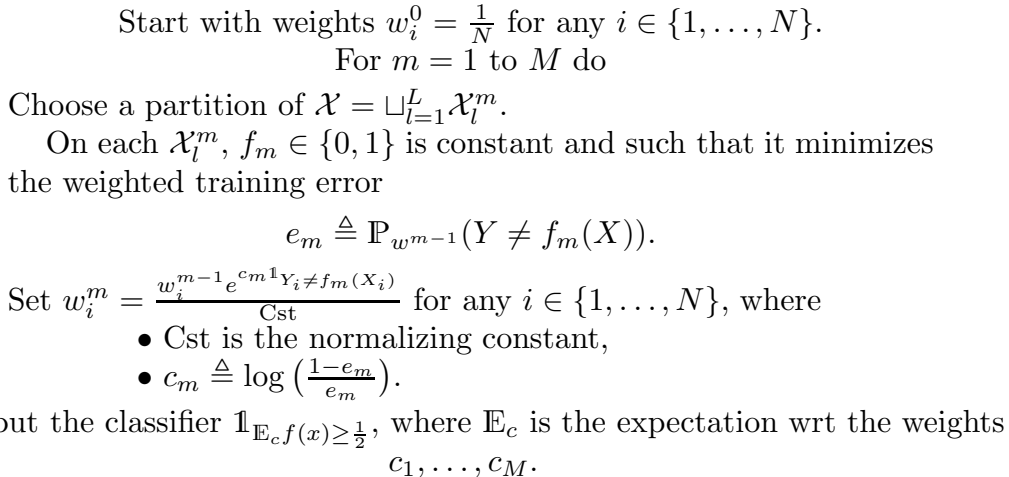 Start with weights $w_i^0 = \frac{1}{N}$ for any $i \in \{1, \ldots, N\}$.
For $m = 1$ to $M$ do
Choose a partition of $\mathcal{X} = \sqcup_{l=1}^{L} \mathcal{X}_l^m$.
On each $\mathcal{X}_l^m$, $f_m \in \{0, 1\}$ is constant and such that it minimizes
the weighted training error
$e_m \triangleq \mathbb{P}_{w^{m-1}}(Y \neq f_m(X)).$
Set $w_i^m = \frac{w_i^{m-1} e^{c_m \mathbb{1}_{Y_i \neq f_m(X_i)}}}{\text{Cst}}$ for any $i \in \{1, \ldots, N\}$, where
• Cst is the normalizing constant,
• $c_m \triangleq \log\left(\frac{1-e_m}{e_m}\right)$.
the classifier $\mathbb{1}_{\mathbb{E}_c f(x) \geq \frac{1}{2}}$, where $\mathbb{E}_c$ is the expectation wrt the weights
$c_1, \ldots, c_M$.